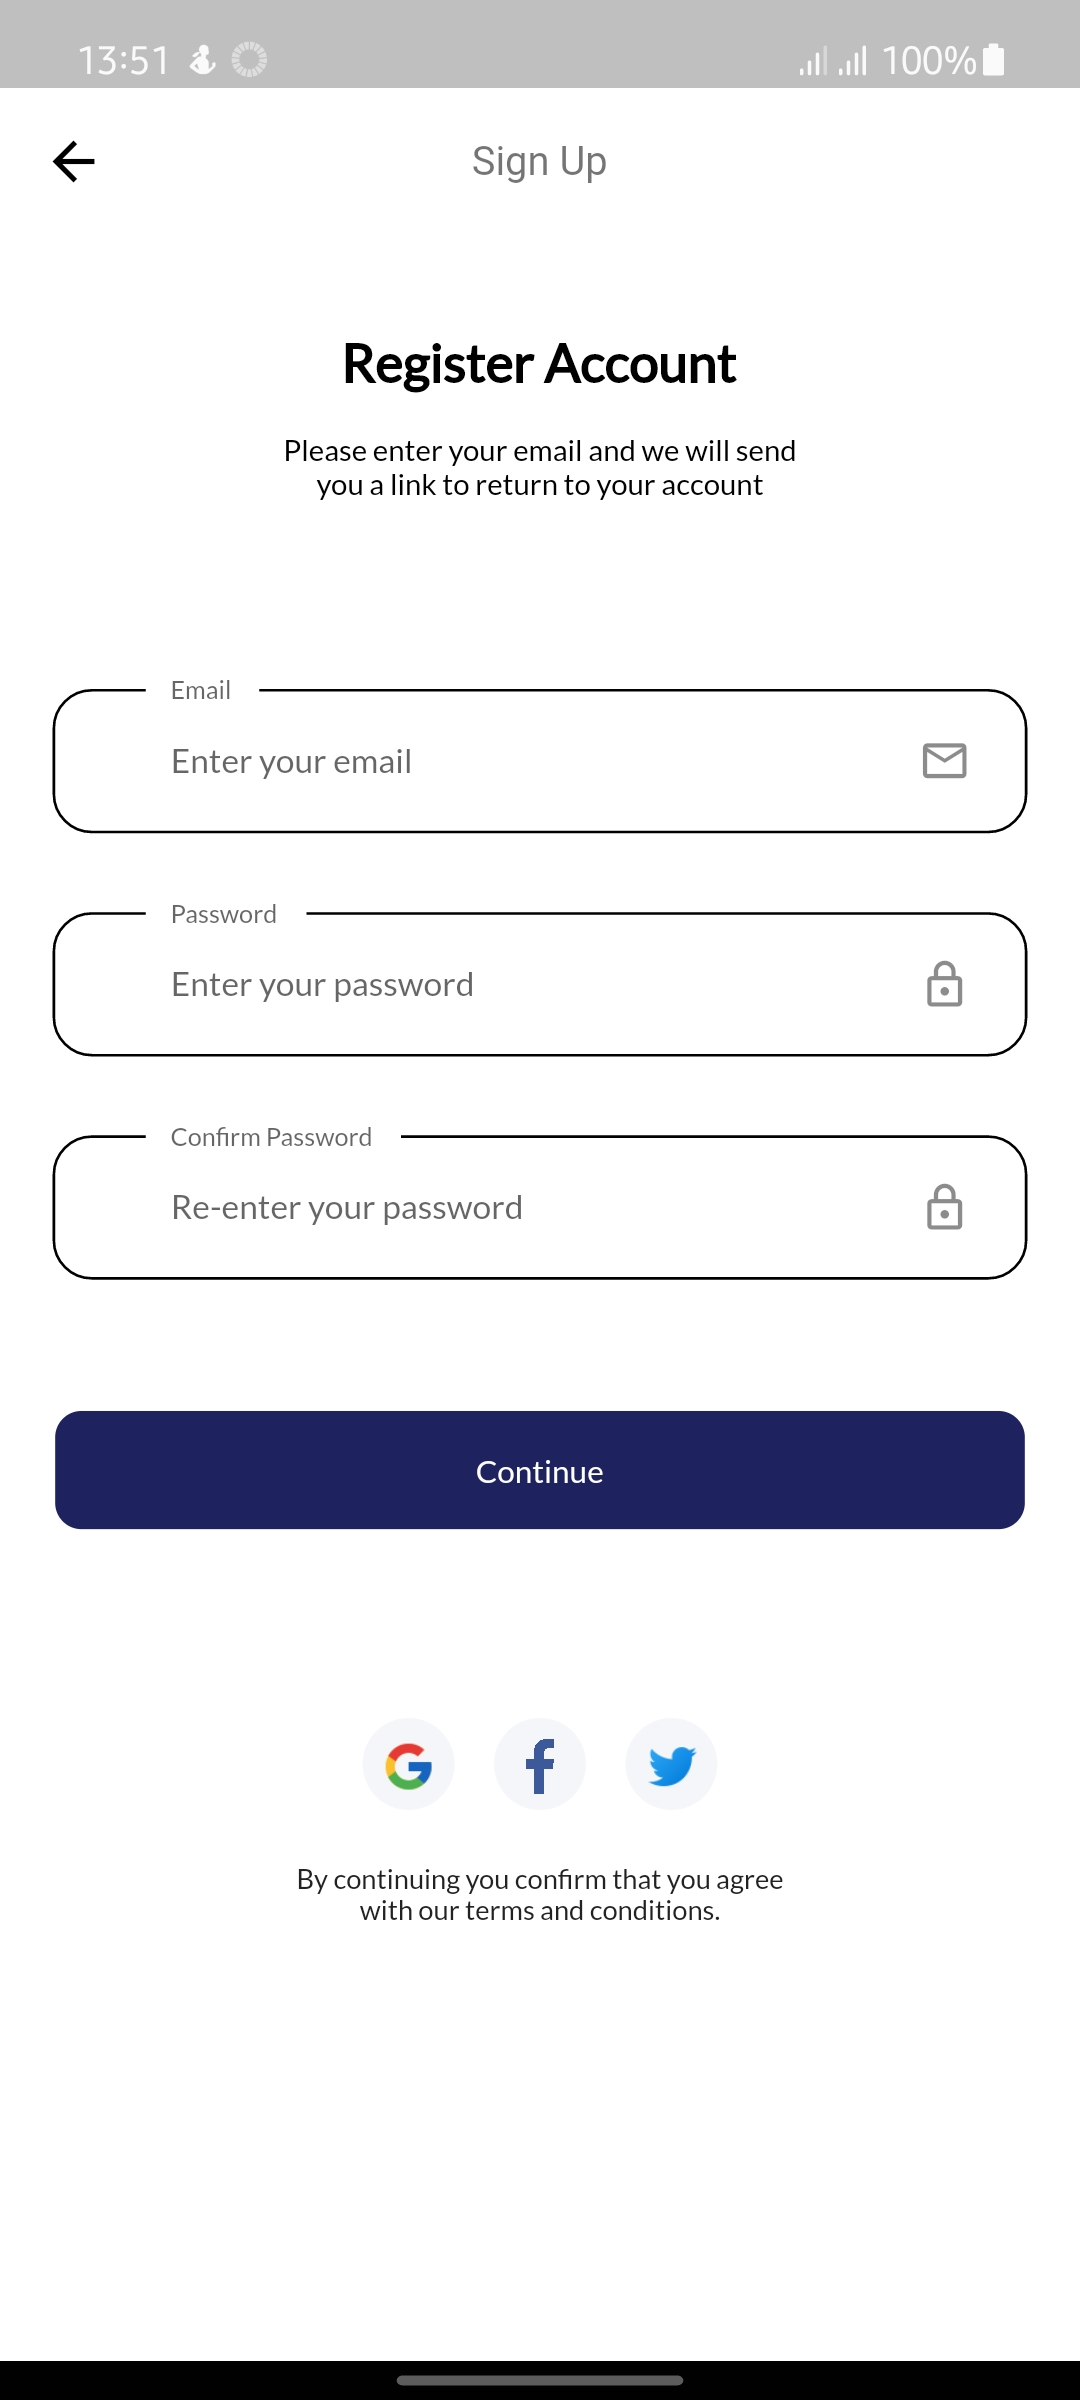 13:51 100%
Sign Up
Register Account
Please enter your email and we will send
you a link to return to your account
Email
Enter your email
Password
Enter your password
Confirm Password
Re-enter your password
Continue
By continuing you confirm that you agree
with our terms and conditions.